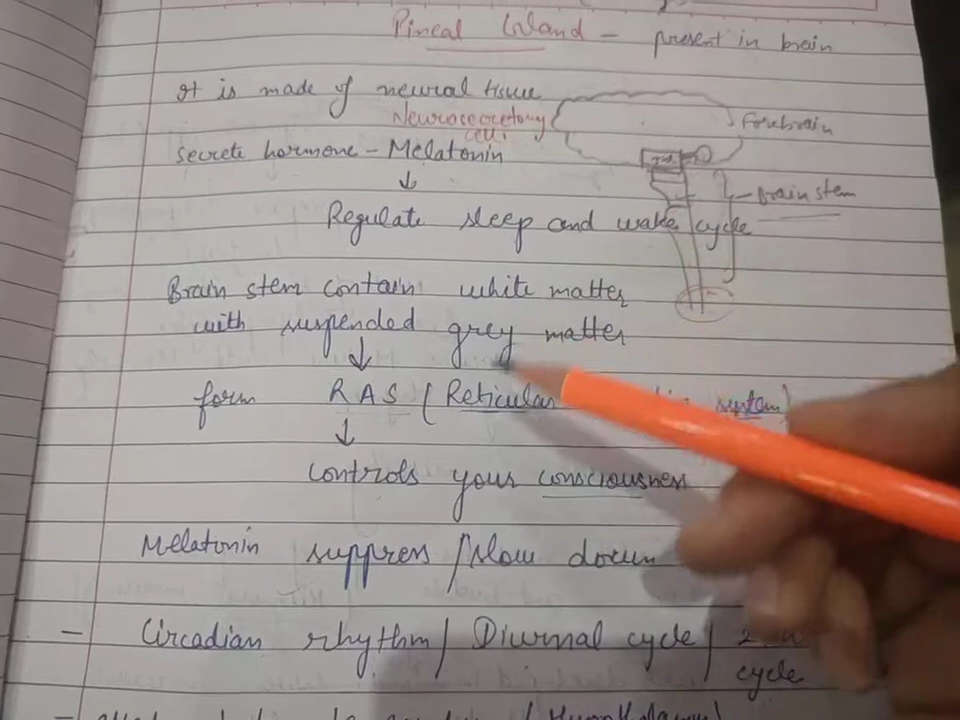 Pineal Gland – present in brain
It is made of neural tissue
Neurosecretory
cell.
Forebrain
secrete hormone – Melatonin
↓
Brain stem
Regulate sleep and wake cycle
Brain stem contain white matter
with suspended grey matter
↓
form RAS (Reticular system)
↓
controls your consciousness
Melatonin suppress / slow down
– Circadian rhythm / Diurnal cycle /
cycle